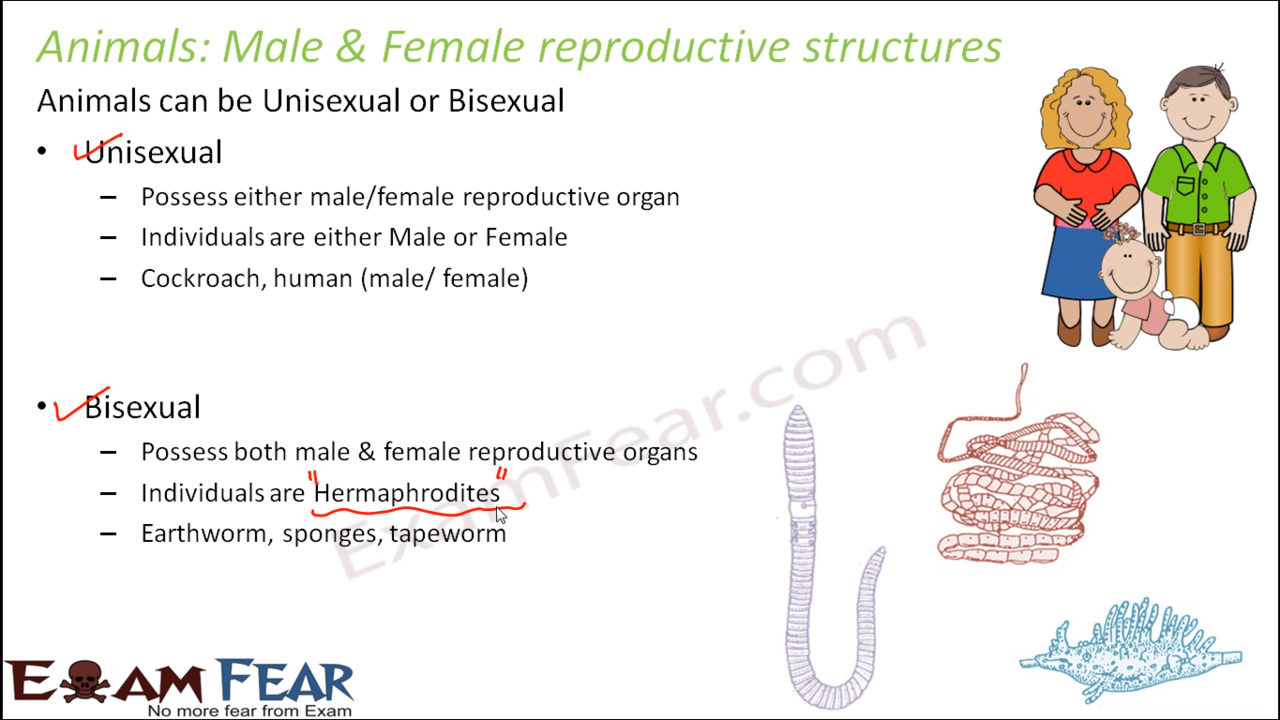 Animals: Male & Female reproductive structures
Animals can be Unisexual or Bisexual
• Unisexual
– Possess either male/female reproductive organ
– Individuals are either Male or Female
– Cockroach, human (male/ female)
• Bisexual
– Possess both male & female reproductive organs
– Individuals are "Hermaphrodites"
– Earthworm, sponges, tapeworm
ExamFear.com
EXAM FEAR
No more fear from Exam